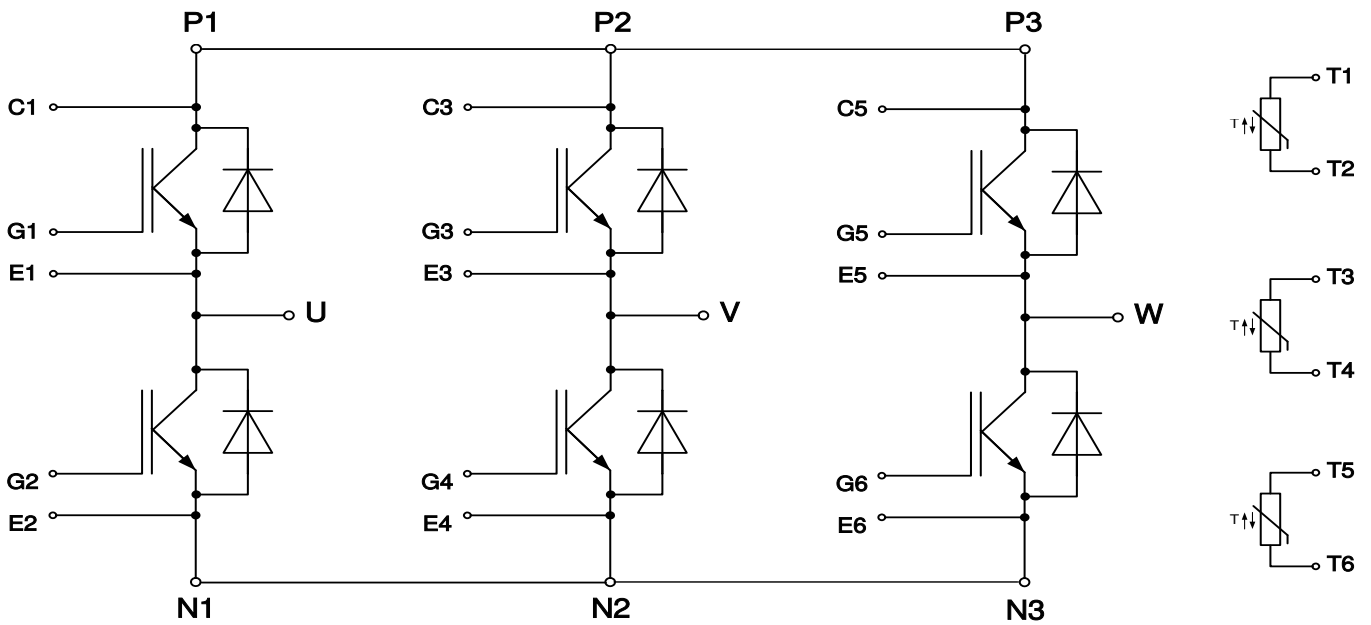 P1 P2 P3
C1 C3 C5 T1
T↑↓
T2
G1 G3 G5
E1 E3 E5 T3
U V W
T↑↓
T4
G2 G4 G6 T5
E2 E4 E6
T↑↓
T6
N1 N2 N3